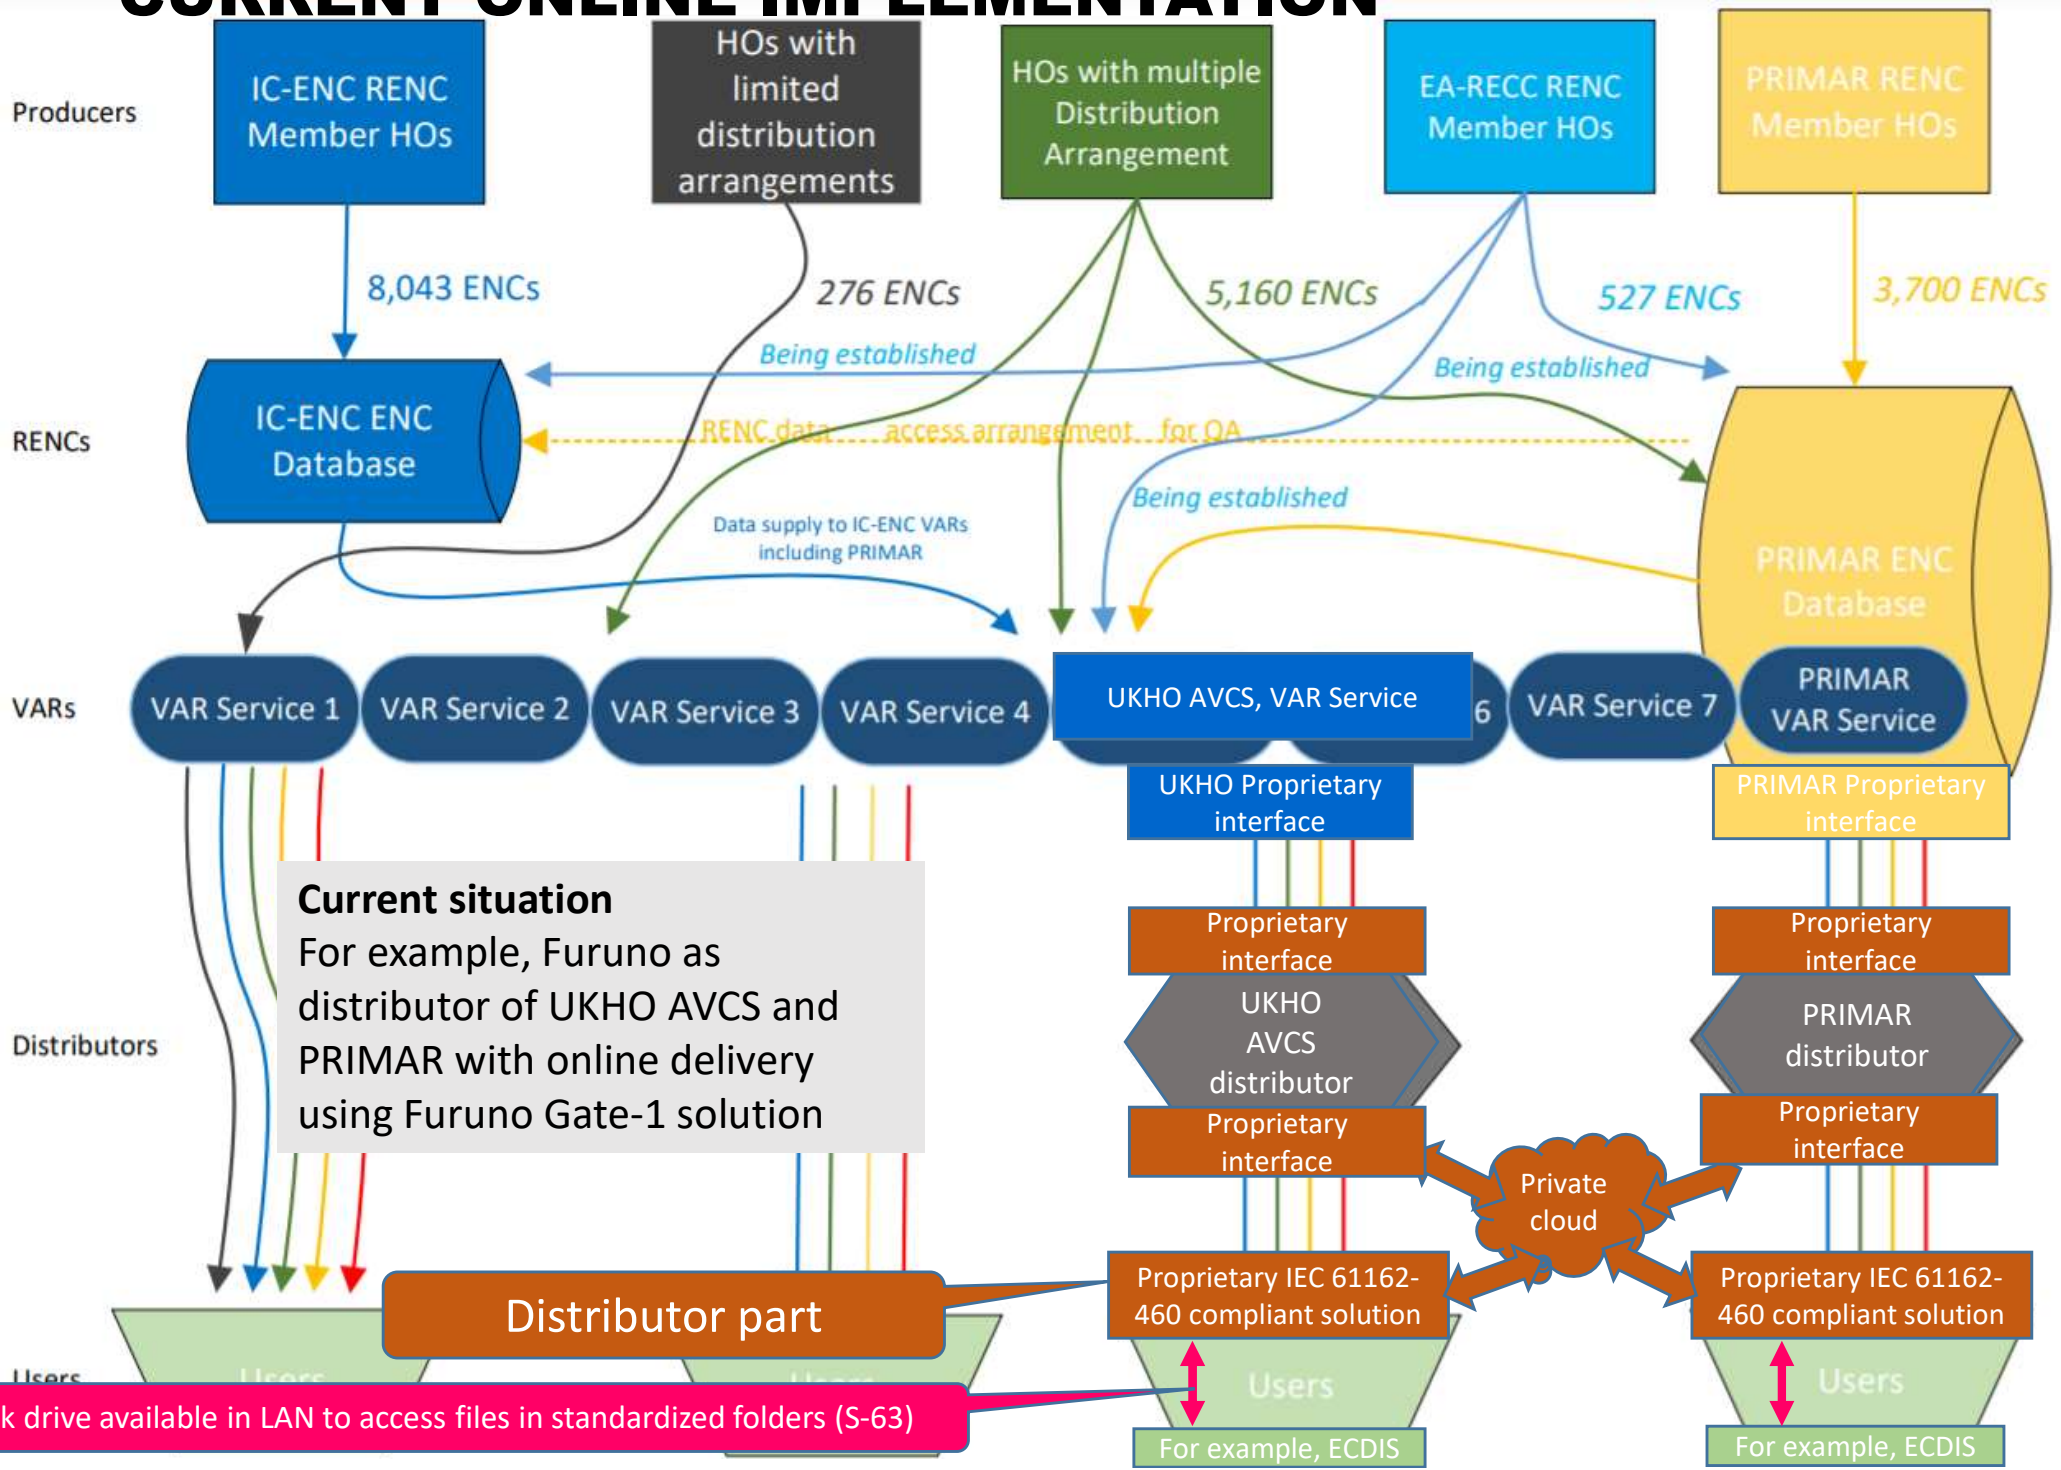 CURRENT ONLINE IMPLEMENTATION
Producers
IC-ENC RENC
Member HOs
HOs with
limited
distribution
arrangements
HOs with multiple
Distribution
Arrangement
EA-RECC RENC
Member HOs
PRIMAR RENC
Member HOs
8,043 ENCs
276 ENCs
5,160 ENCs
527 ENCs
3,700 ENCs
Being established
Being established
RENCs
IC-ENC ENC
Database
RENC data access arrangement for QA
Being established
Data supply to IC-ENC VARs
including PRIMAR
PRIMAR ENC
Database
VARs
VAR Service 1
VAR Service 2
VAR Service 3
VAR Service 4
UKHO AVCS, VAR Service
6
VAR Service 7
PRIMAR
VAR Service
UKHO Proprietary
interface
PRIMAR Proprietary
interface
Current situation
For example, Furuno as
distributor of UKHO AVCS and
PRIMAR with online delivery
using Furuno Gate-1 solution
Proprietary
interface
Proprietary
interface
Distributors
UKHO
AVCS
distributor
PRIMAR
distributor
Proprietary
interface
Proprietary
interface
Private
cloud
Distributor part
Proprietary IEC 61162-
460 compliant solution
Proprietary IEC 61162-
460 compliant solution
Users
Users
Users
Users
Users
k drive available in LAN to access files in standardized folders (S-63)
For example, ECDIS
For example, ECDIS